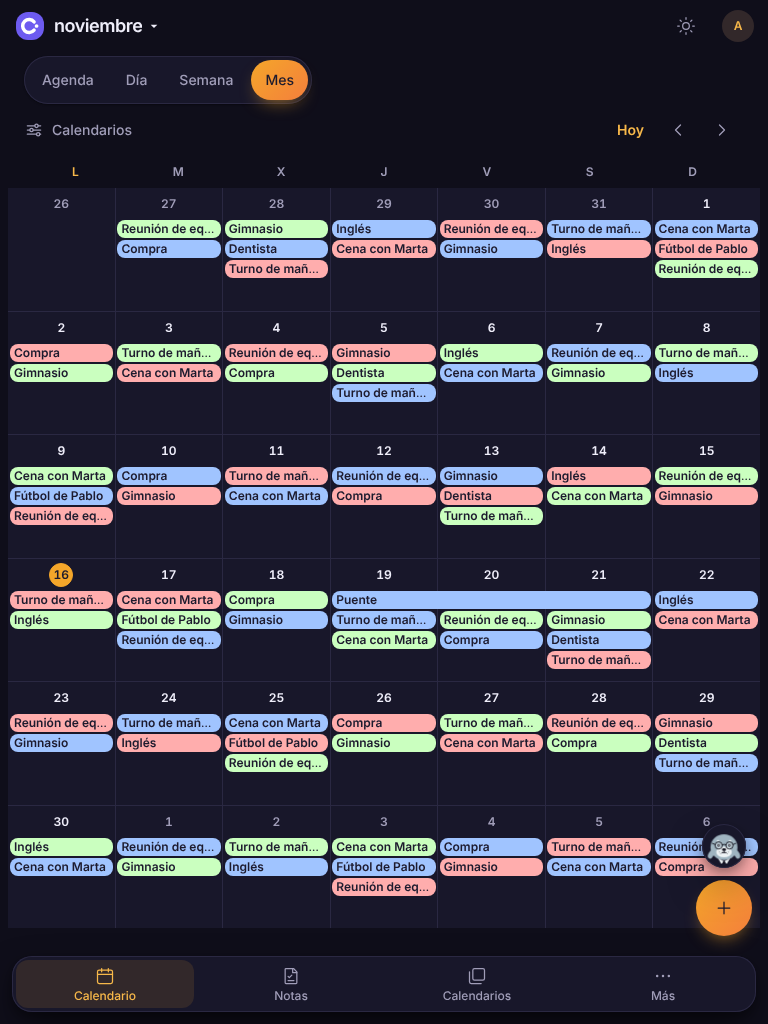 noviembre
A
Agenda Día Semana Mes
Calendarios Hoy
L M X J V S D
26 27 28 29 30 31 1
Reunión de eq... Gimnasio Inglés Reunión de eq... Turno de mañ... Cena con Marta
Compra Dentista Cena con Marta Gimnasio Inglés Fútbol de Pablo
Turno de mañ... Reunión de eq...
2 3 4 5 6 7 8
Compra Turno de mañ... Reunión de eq... Gimnasio Inglés Reunión de eq... Turno de mañ...
Gimnasio Cena con Marta Compra Dentista Cena con Marta Gimnasio Inglés
Turno de mañ...
9 10 11 12 13 14 15
Cena con Marta Compra Turno de mañ... Reunión de eq... Gimnasio Inglés Reunión de eq...
Fútbol de Pablo Gimnasio Cena con Marta Compra Dentista Cena con Marta Gimnasio
Reunión de eq... Turno de mañ...
16 17 18 19 20 21 22
Turno de mañ... Cena con Marta Compra Puente Inglés
Inglés Fútbol de Pablo Gimnasio Turno de mañ... Reunión de eq... Gimnasio Cena con Marta
Reunión de eq... Cena con Marta Compra Dentista
Turno de mañ...
23 24 25 26 27 28 29
Reunión de eq... Turno de mañ... Cena con Marta Compra Turno de mañ... Reunión de eq... Gimnasio
Gimnasio Inglés Fútbol de Pablo Gimnasio Cena con Marta Compra Dentista
Reunión de eq... Turno de mañ...
30 1 2 3 4 5 6
Inglés Reunión de eq... Turno de mañ... Cena con Marta Compra Turno de mañ...
Cena con Marta Gimnasio Inglés Fútbol de Pablo Gimnasio Cena con Marta Compra
Reunión de eq...
Calendario Notas Calendarios Más